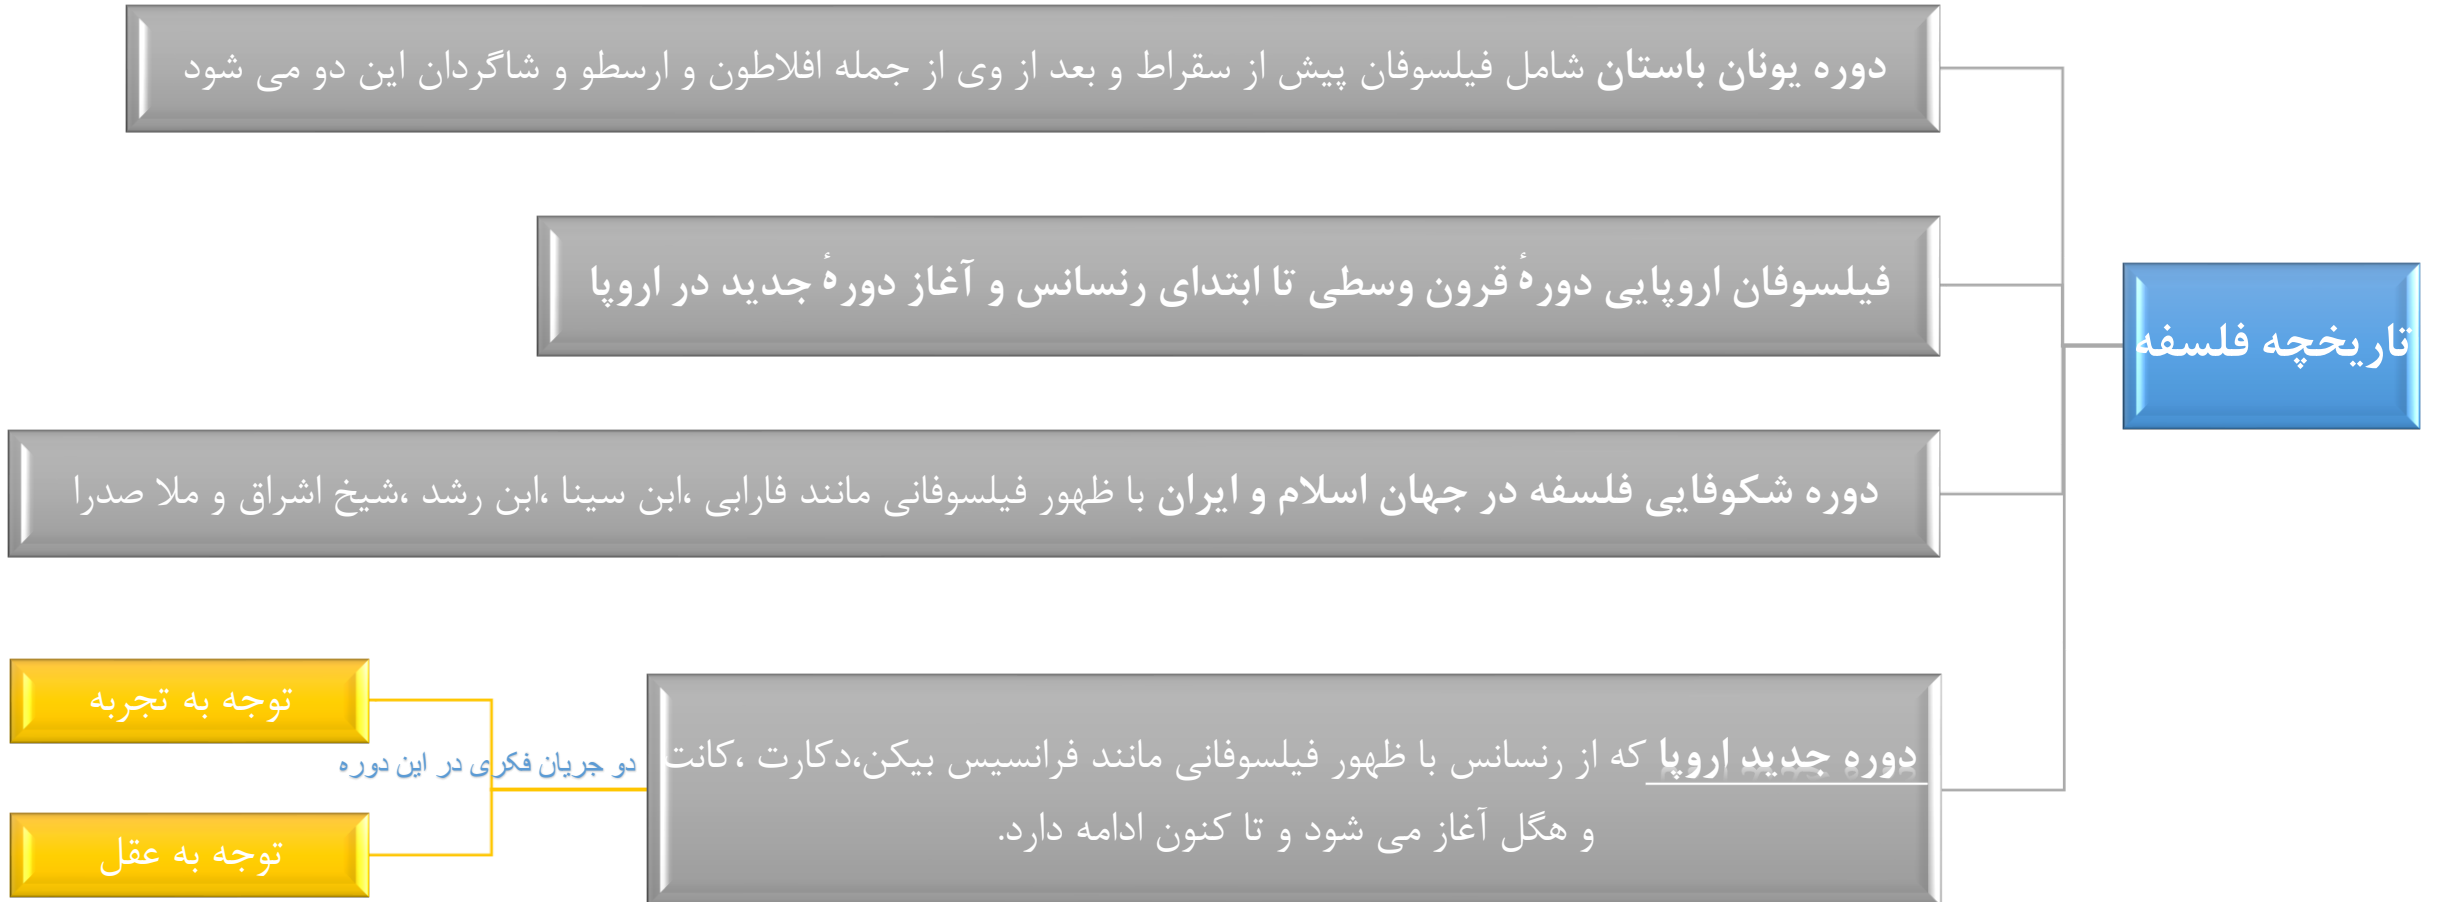 دوره یونان باستان شامل فیلسوفان پیش از سقراط و بعد از وی از جمله افلاطون و ارسطو و شاگردان این دو می شود
فیلسوفان اروپایی دورهٔ قرون وسطی تا ابتدای رنسانس و آغاز دورهٔ جدید در اروپا
تاریخچه فلسفه
دوره شکوفایی فلسفه در جهان اسلام و ایران با ظهور فیلسوفانی مانند فارابی ،ابن سینا ،ابن رشد ،شیخ اشراق و ملا صدرا
دوره جدید اروپا که از رنسانس با ظهور فیلسوفانی مانند فرانسیس بیکن،دکارت ،کانت
و هگل آغاز می شود و تا کنون ادامه دارد.
دو جریان فکری در این دوره
توجه به تجربه
توجه به عقل